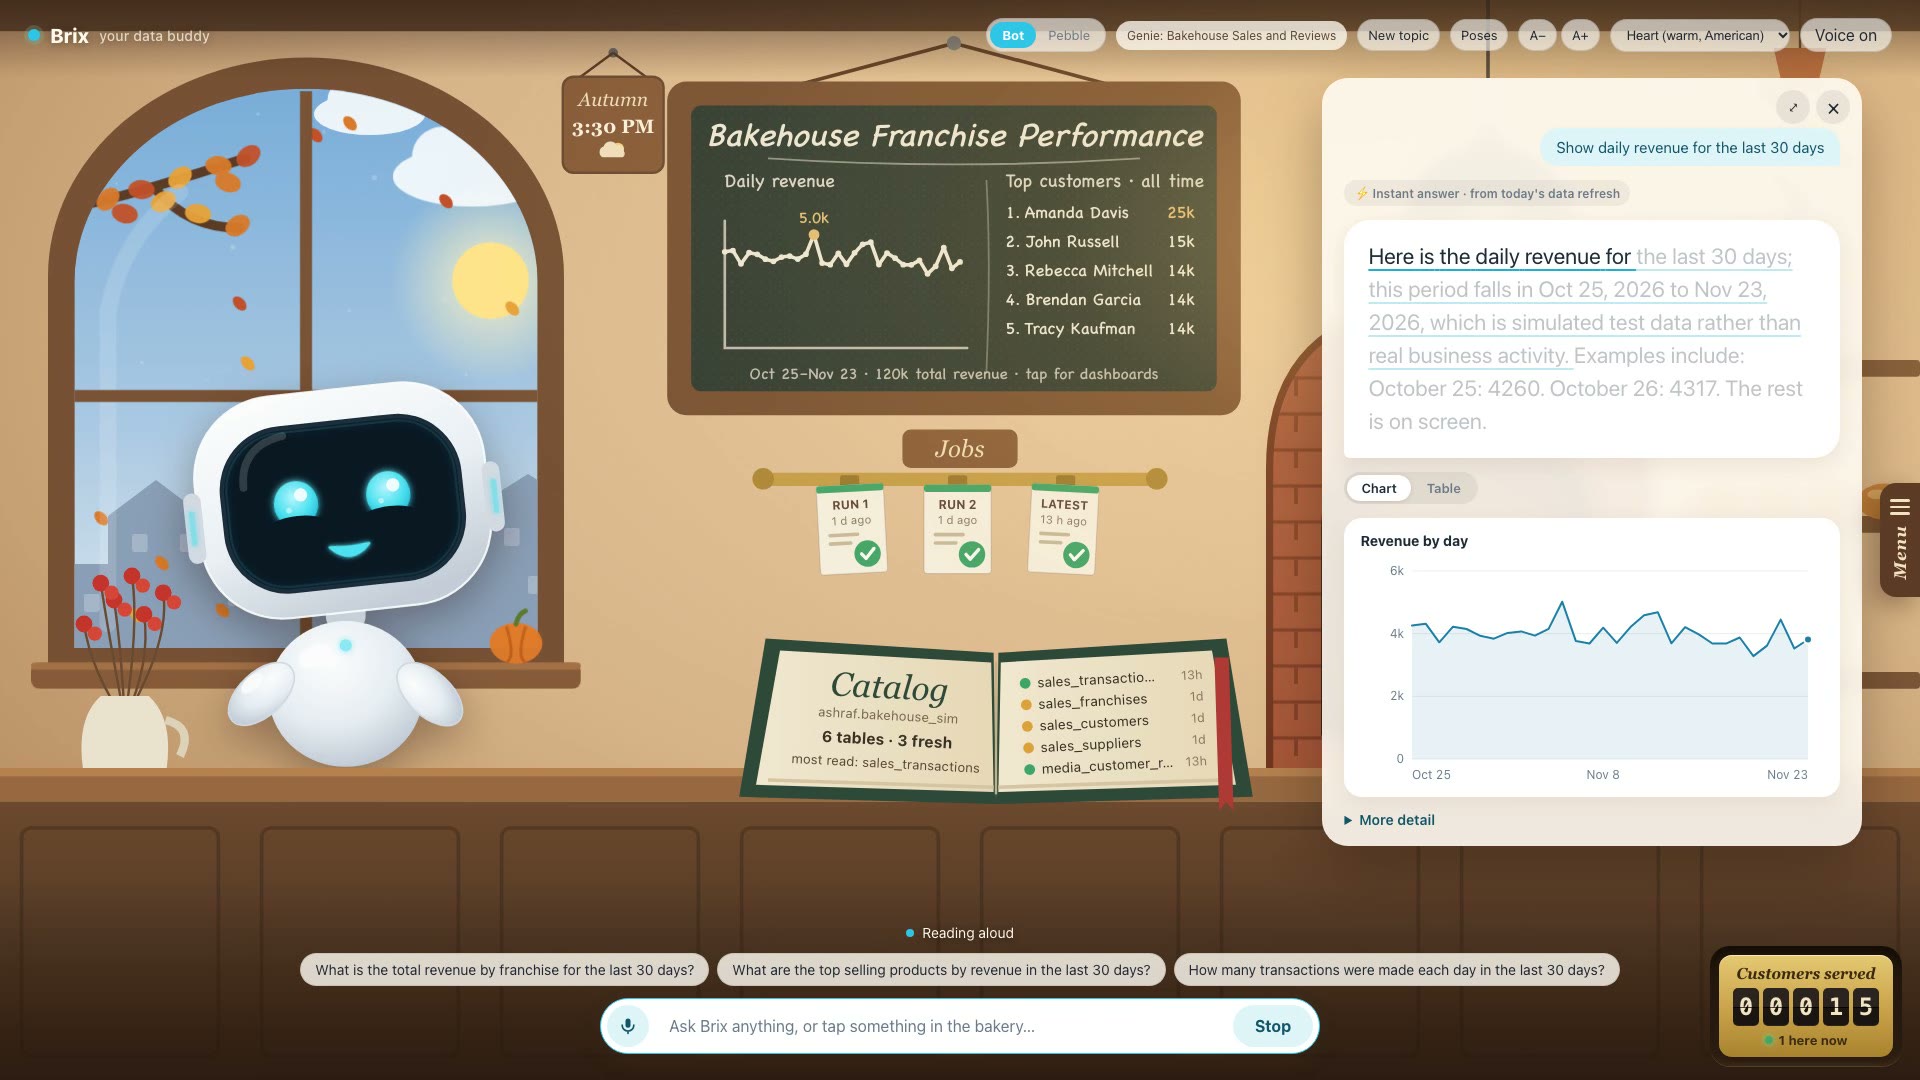 Brix your data buddy
Bot Pebble
Genie: Bakehouse Sales and Reviews
New topic
Poses
A− A+
Heart (warm, American)
Voice on
Autumn
3:30 PM
Bakehouse Franchise Performance
Daily revenue
5.0k
Top customers · all time
1. Amanda Davis 25k
2. John Russell 15k
3. Rebecca Mitchell 14k
4. Brendan Garcia 14k
5. Tracy Kaufman 14k
Oct 25–Nov 23 · 120k total revenue · tap for dashboards
Jobs
RUN 1
1 d ago
RUN 2
1 d ago
LATEST
13 h ago
Catalog
ashraf.bakehouse_sim
6 tables · 3 fresh
most read: sales_transactions
sales_transactio... 13h
sales_franchises 1d
sales_customers 1d
sales_suppliers 1d
media_customer_r... 13h
Show daily revenue for the last 30 days
⚡ Instant answer · from today's data refresh
Here is the daily revenue for the last 30 days;
this period falls in Oct 25, 2026 to Nov 23,
2026, which is simulated test data rather than
real business activity. Examples include:
October 25: 4260. October 26: 4317. The rest
is on screen.
Chart Table
Revenue by day
6k
4k
2k
0
Oct 25 Nov 8 Nov 23
More detail
Menu
Reading aloud
What is the total revenue by franchise for the last 30 days?
What are the top selling products by revenue in the last 30 days?
How many transactions were made each day in the last 30 days?
Ask Brix anything, or tap something in the bakery...
Stop
Customers served
0 0 0 1 5
1 here now